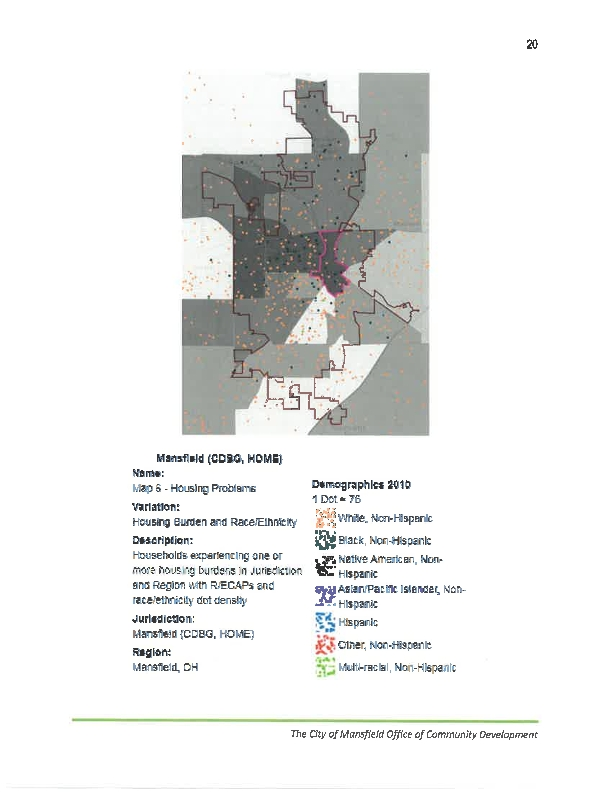 20
Mansfield (CDBG, HOME)
Name:
Map 6 - Housing Problems
Variation:
Housing Burden and Race/Ethnicity
Description:
Households experiencing one or
more housing burdens in Jurisdiction
and Region with R/ECAPs and
race/ethnicity dot density
Jurisdiction:
Mansfield (CDBG, HOME)
Region:
Mansfield, OH
Demographics 2010
1 Dot = 76
White, Non-Hispanic
Black, Non-Hispanic
Native American, Non-
Hispanic
Asian/Pacific Islander, Non-
Hispanic
Hispanic
Other, Non-Hispanic
Multi-racial, Non-Hispanic
The City of Mansfield Office of Community Development